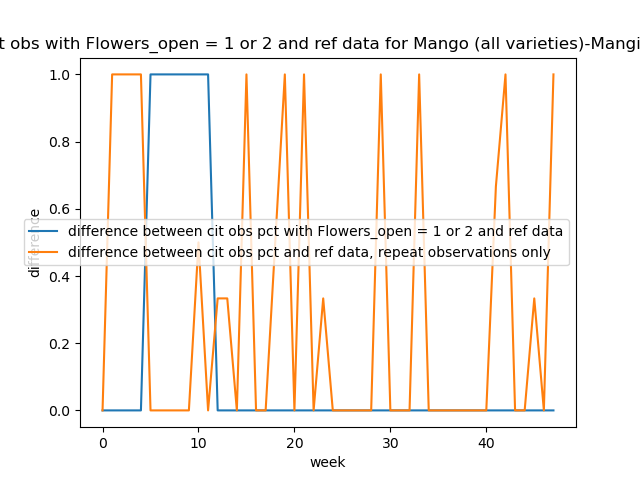 t obs with Flowers_open = 1 or 2 and ref data for Mango (all varieties)-Mangi
1.0
0.8
0.6
0.4
0.2
0.0
difference
difference between cit obs pct with Flowers_open = 1 or 2 and ref data
difference between cit obs pct and ref data, repeat observations only
0
10
20
30
40
week